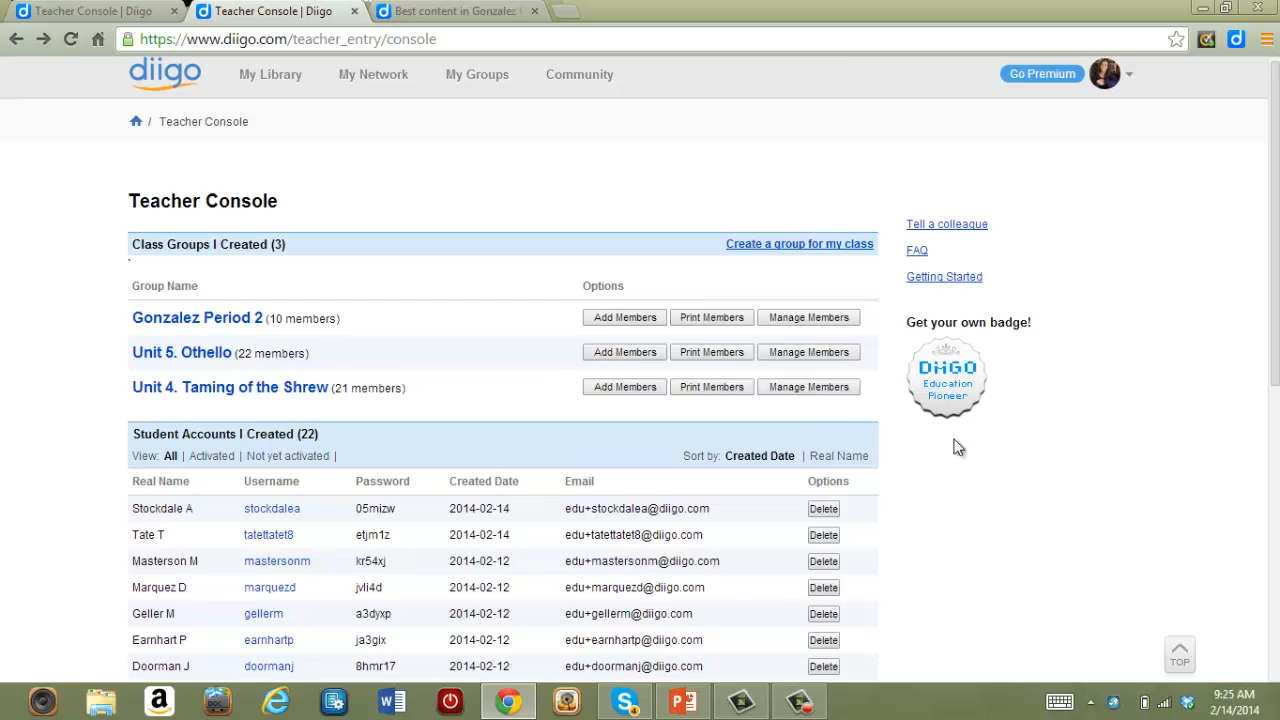 Teacher Console | Diigo
Teacher Console | Diigo
Best content in Gonzalez
https://www.diigo.com/teacher_entry/console
diigo
My Library
My Network
My Groups
Community
Go Premium
/ Teacher Console
Teacher Console
Class Groups I Created (3)
Create a group for my class
Group Name
Options
Gonzalez Period 2 (10 members)
Add Members
Print Members
Manage Members
Unit 5. Othello (22 members)
Add Members
Print Members
Manage Members
Unit 4. Taming of the Shrew (21 members)
Add Members
Print Members
Manage Members
Tell a colleague
FAQ
Getting Started
Get your own badge!
DiiGO
Education
Pioneer
Student Accounts I Created (22)
View: All | Activated | Not yet activated |
Sort by: Created Date | Real Name
Real Name Username Password Created Date Email Options
Stockdale A stockdalea 05mizw 2014-02-14 edu+stockdalea@diigo.com Delete
Tate T tatettatet8 etjm1z 2014-02-14 edu+tatettatet8@diigo.com Delete
Masterson M mastersonm kr54xj 2014-02-12 edu+mastersonm@diigo.com Delete
Marquez D marquezd jvli4d 2014-02-12 edu+marquezd@diigo.com Delete
Geller M gellerm a3dyxp 2014-02-12 edu+gellerm@diigo.com Delete
Earnhart P earnhartp ja3gix 2014-02-12 edu+earnhartp@diigo.com Delete
Doorman J doormanj 8hmr17 2014-02-12 edu+doormanj@diigo.com Delete
TOP
9:25 AM
2/14/2014